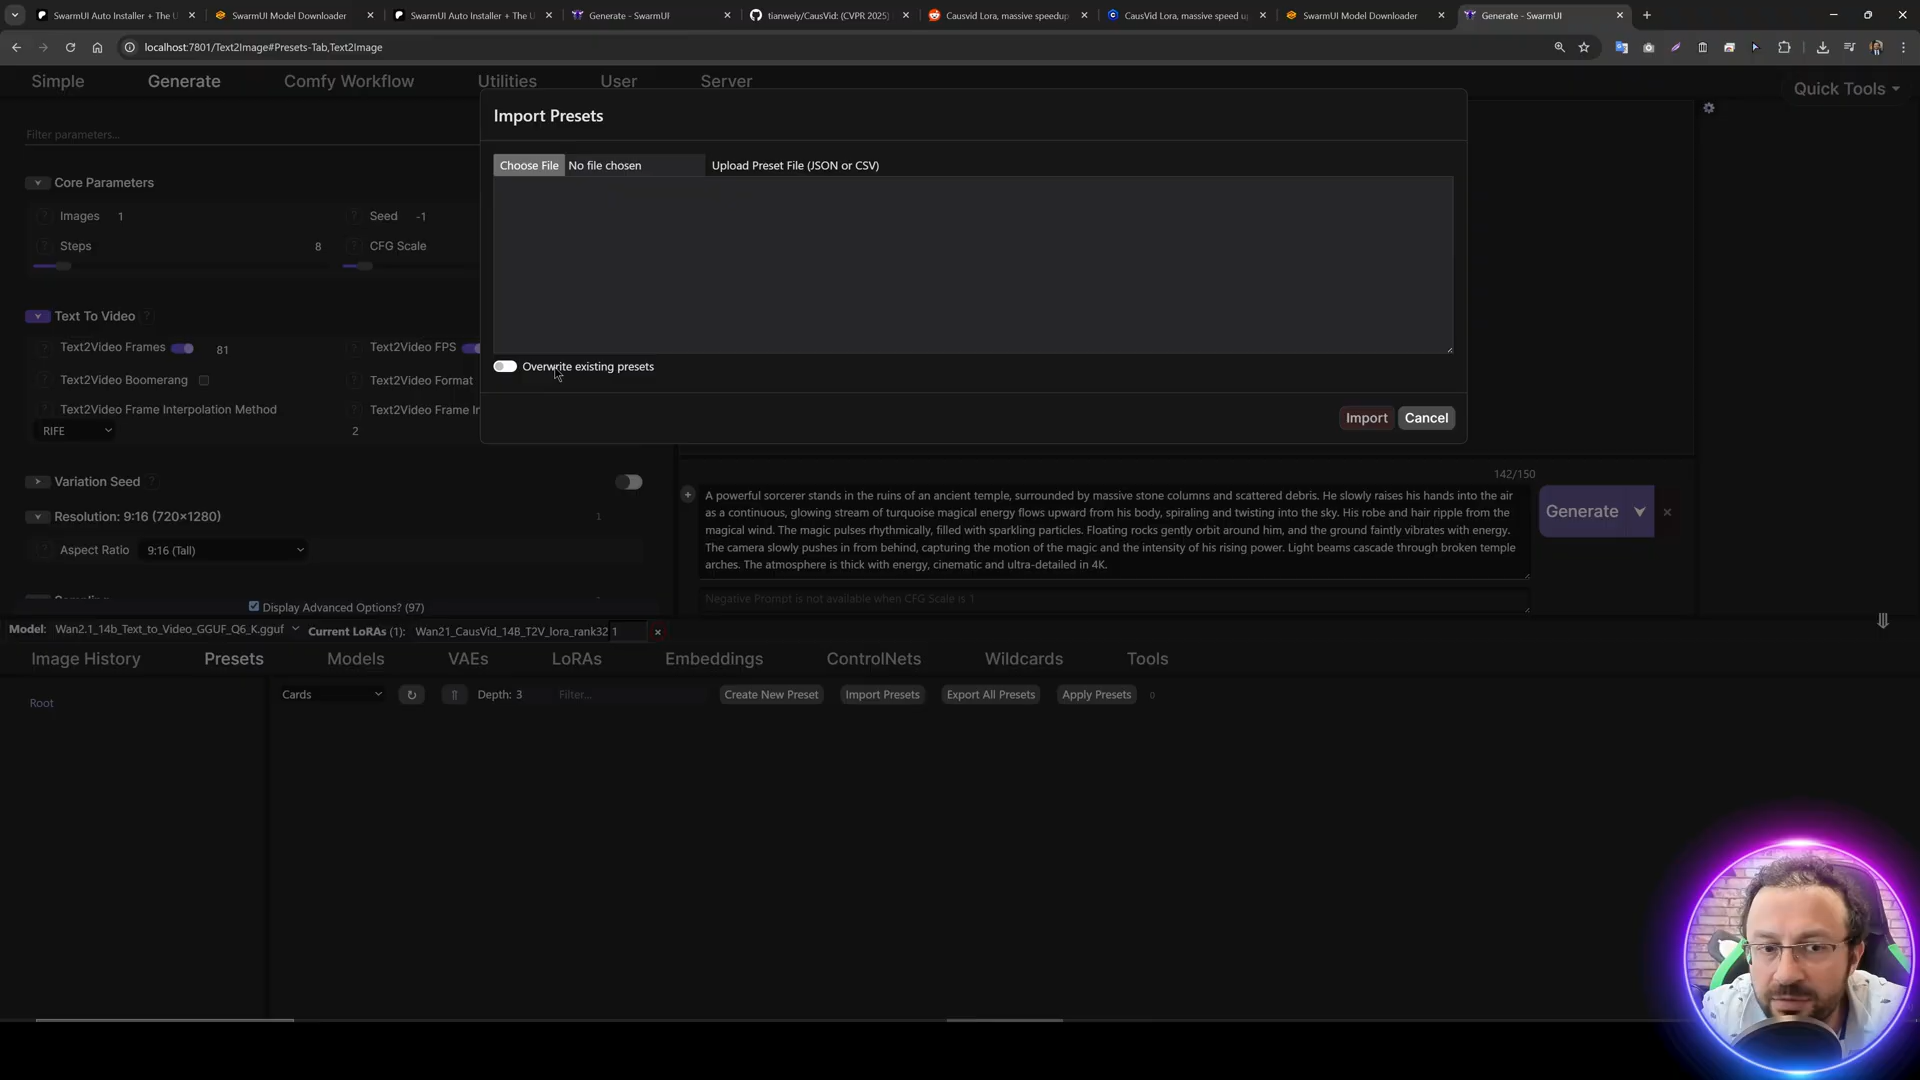 SwarmUI Auto Installer + The U
SwarmUI Model Downloader
SwarmUI Auto Installer + The U
Generate - SwarmUI
tianweiy/CausVid: (CVPR 2025)
Causvid Lora, massive speedup
CausVid LoRA, massive speed u
SwarmUI Model Downloader
Generate - SwarmUI
localhost:7801/Text2Image#Presets-Tab,Text2Image
Simple
Generate
Comfy Workflow
Utilities
User
Server
Quick Tools
Import Presets
Filter parameters...
Choose File No file chosen Upload Preset File (JSON or CSV)
Core Parameters
Images 1
Seed -1
Steps 8
CFG Scale
Text To Video ?
Text2Video Frames 81
Text2Video FPS
Text2Video Boomerang
Text2Video Format
Overwrite existing presets
Text2Video Frame Interpolation Method
Text2Video Frame In
RIFE
2
Import
Cancel
Variation Seed ?
Resolution: 9:16 (720×1280) 1
Aspect Ratio 9:16 (Tall)
Display Advanced Options? (97)
142/150
A powerful sorcerer stands in the ruins of an ancient temple, surrounded by massive stone columns and scattered debris. He slowly raises his hands into the air
as a continuous, glowing stream of turquoise magical energy flows upward from his body, spiraling and twisting into the sky. His robe and hair ripple from the
magical wind. The magic pulses rhythmically, filled with sparkling particles. Floating rocks gently orbit around him, and the ground faintly vibrates with energy.
The camera slowly pushes in from behind, capturing the motion of the magic and the intensity of his rising power. Light beams cascade through broken temple
arches. The atmosphere is thick with energy, cinematic and ultra-detailed in 4K.
Negative Prompt is not available when CFG Scale is 1
Generate
Model: Wan2.1_14b_Text_to_Video_GGUF_Q6_K.gguf
Current LoRAs (1): Wan21_CausVid_14B_T2V_lora_rank32 1
Image History
Presets
Models
VAEs
LoRAs
Embeddings
ControlNets
Wildcards
Tools
Root
Cards
Depth: 3
Filter...
Create New Preset
Import Presets
Export All Presets
Apply Presets
0